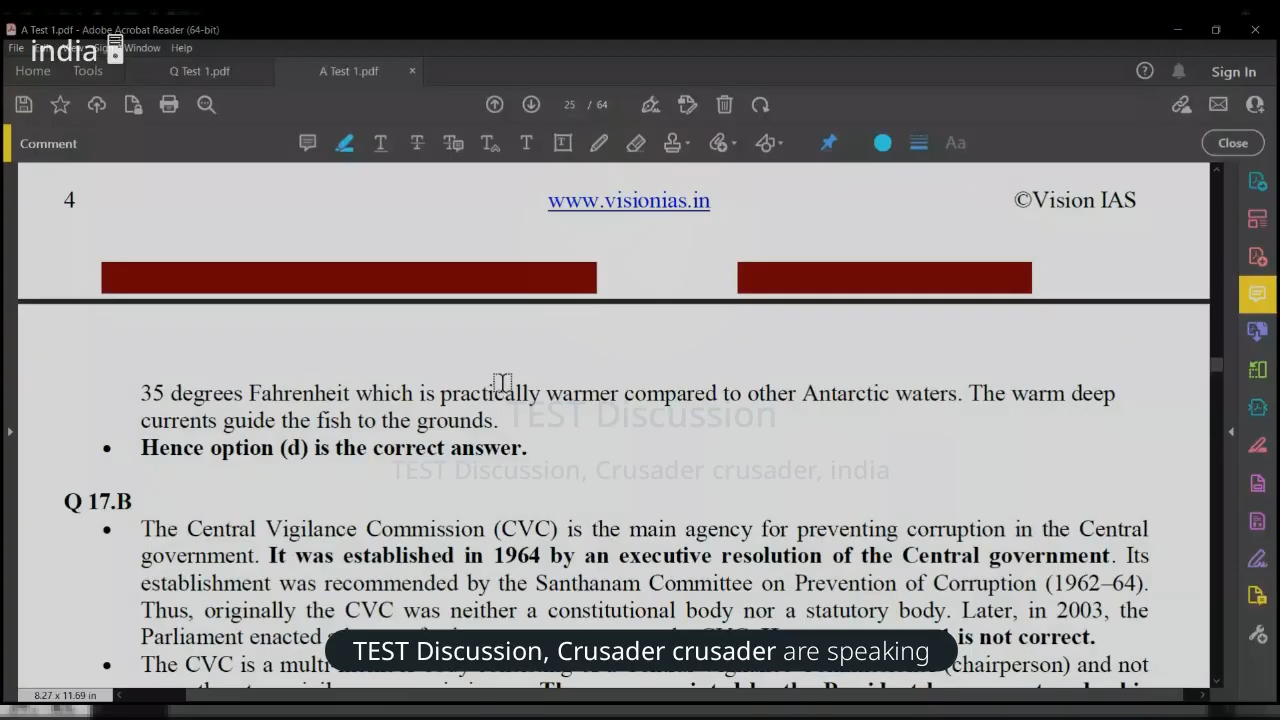 A Test 1.pdf - Adobe Acrobat Reader (64-bit)
File Window Help
india
Home Tools Q Test 1.pdf A Test 1.pdf × Sign In
25 / 64
Comment Aa Close
4 www.visionias.in ©Vision IAS
35 degrees Fahrenheit which is practically warmer compared to other Antarctic waters. The warm deep
currents guide the fish to the grounds.
TEST Discussion
• Hence option (d) is the correct answer.
TEST Discussion, Crusader crusader, india
Q 17.B
• The Central Vigilance Commission (CVC) is the main agency for preventing corruption in the Central
government. It was established in 1964 by an executive resolution of the Central government. Its
establishment was recommended by the Santhanam Committee on Prevention of Corruption (1962–64).
Thus, originally the CVC was neither a constitutional body nor a statutory body. Later, in 2003, the
Parliament enacted is not correct.
TEST Discussion, Crusader crusader are speaking
• The CVC is a multi (chairperson) and not
8.27 x 11.69 in